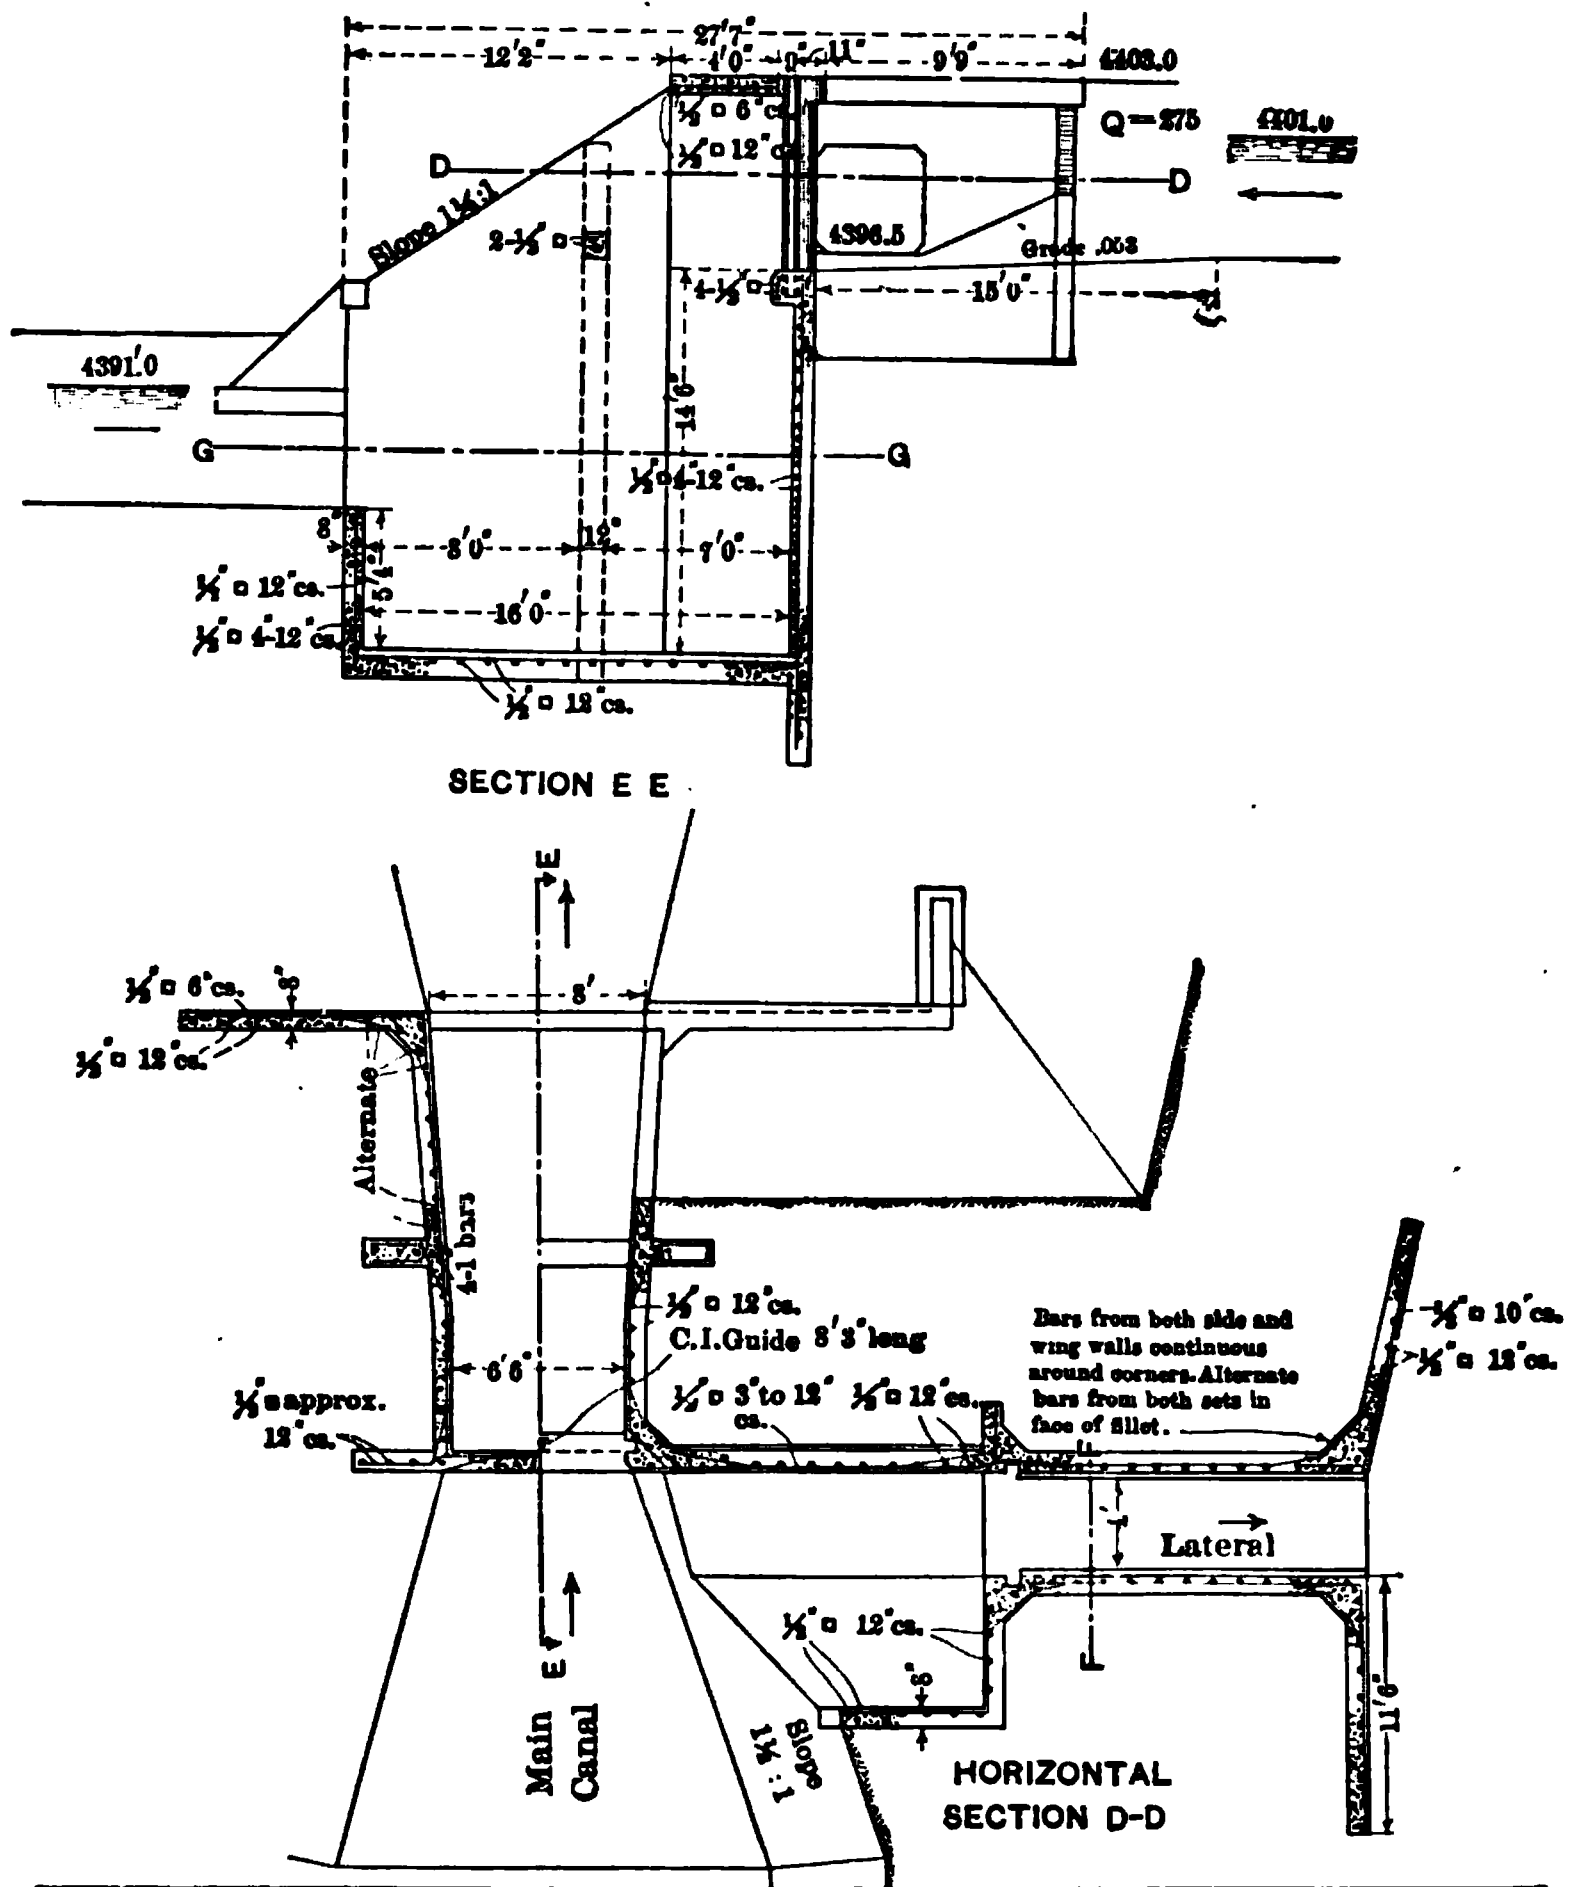 27'7"
12'2" 4'0" 11" 9'9" 4403.0
½"□ 6"cs
Q=275 4401.0
½"□ 12"cs
D D
Slope 1½:1
2-½"□ 4396.5
Grade .053
4-½"□ 15'0"
4391'.0
14'6"
G G
½"□ 4"-12"cs.
8" 8'0" 12" 7'0"
½"□ 12"cs. 5'4"
16'0"
½"□ 4"-12"cs.
½"□ 12"cs.
SECTION E E
E
½"□ 6"cs. 8" 8'
½"□ 12"cs.
Alternate
4-1 bars
½"□ 12"cs.
C.I.Guide 8'3"long
6'6"
Bars from both side and
wing walls continuous
around corners. Alternate
bars from both sets in
face of fillet.
½"□ 10"cs.
½"□ 12"cs.
½"□ approx.
12"cs.
½"□ 3"to 12"
cs.
½"□ 12"cs.
F
Lateral
½"□ 12"cs.
F
E
8"
11'6"
Main
Canal
Slope
1½:1
HORIZONTAL
SECTION D-D